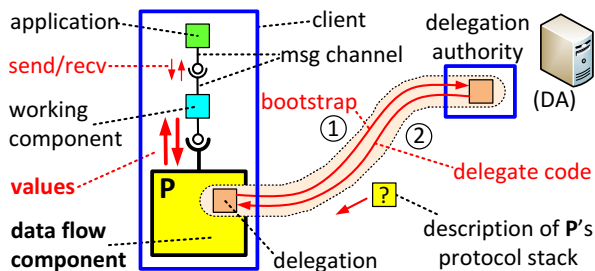 application
client
delegation
authority
send/recv
msg channel
(DA)
working
component
bootstrap
1
2
values
P
delegate code
?
data flow
component
description of P's
protocol stack
delegation